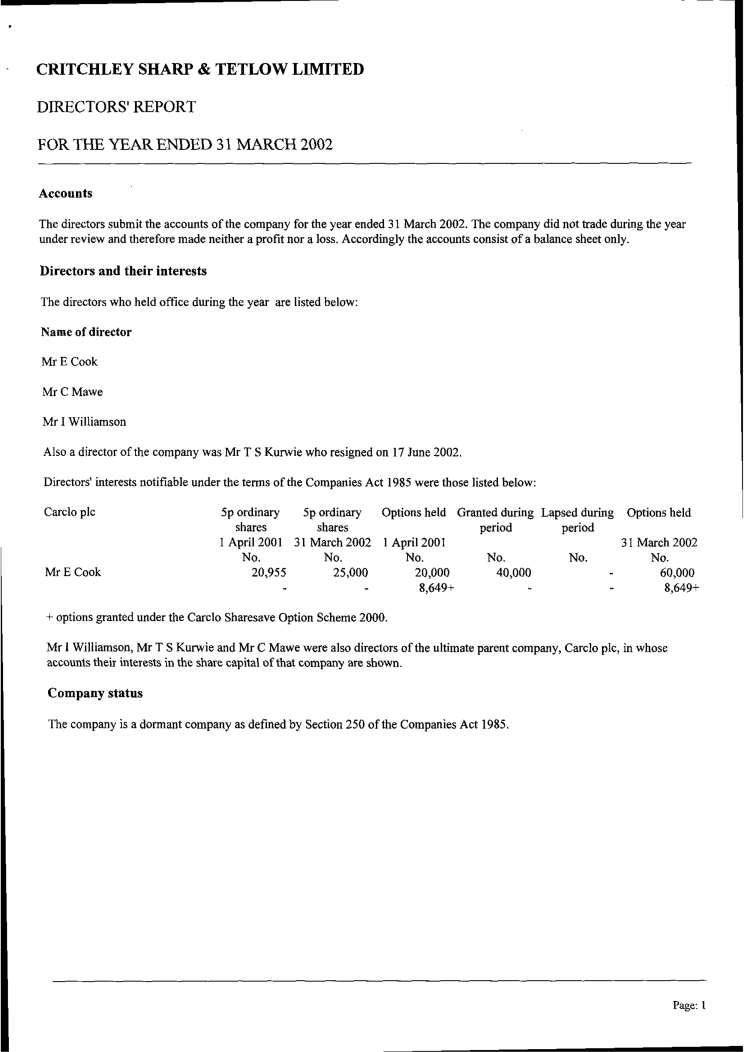 CRITCHLEY SHARP & TETLOW LIMITED
DIRECTORS' REPORT
FOR THE YEAR ENDED 31 MARCH 2002
Accounts
The directors submit the accounts of the company for the year ended 31 March 2002. The company did not trade during the year
under review and therefore made neither a profit nor a loss. Accordingly the accounts consist of a balance sheet only.
Directors and their interests
The directors who held office during the year are listed below:
Name of director
Mr E Cook
Mr C Mawe
Mr I Williamson
Also a director of the company was Mr T S Kurwie who resigned on 17 June 2002.
Directors' interests notifiable under the terms of the Companies Act 1985 were those listed below:
Carclo plc 5p ordinary 5p ordinary Options held Granted during Lapsed during Options held
shares shares period period
1 April 2001 31 March 2002 1 April 2001 31 March 2002
No. No. No. No. No. No.
Mr E Cook 20,955 25,000 20,000 40,000 - 60,000
- - 8,649+ - - 8,649+
+ options granted under the Carclo Sharesave Option Scheme 2000.
Mr I Williamson, Mr T S Kurwie and Mr C Mawe were also directors of the ultimate parent company, Carclo plc, in whose
accounts their interests in the share capital of that company are shown.
Company status
The company is a dormant company as defined by Section 250 of the Companies Act 1985.
Page: 1